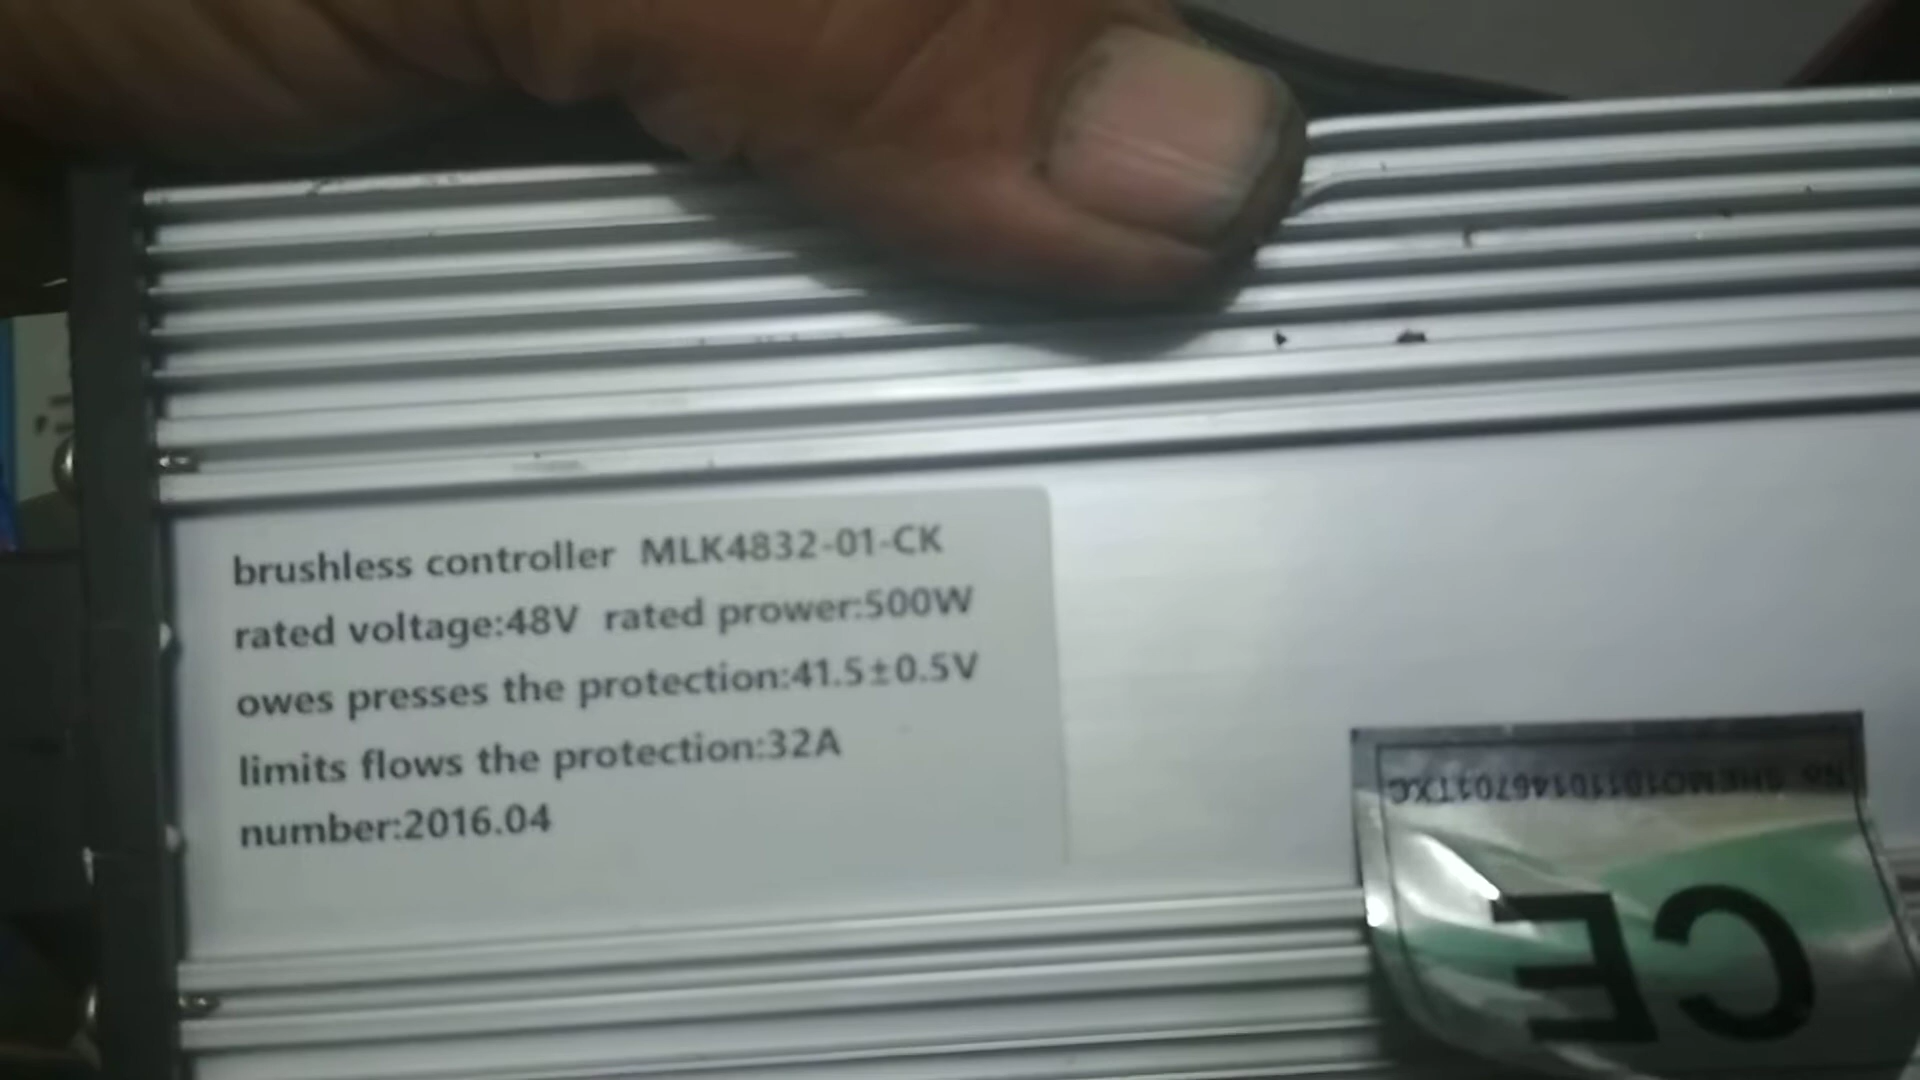 brushless controller MLK4832-01-CK
rated voltage:48V rated prower:500W
owes presses the protection:41.5±0.5V
limits flows the protection:32A
number:2016.04
CE